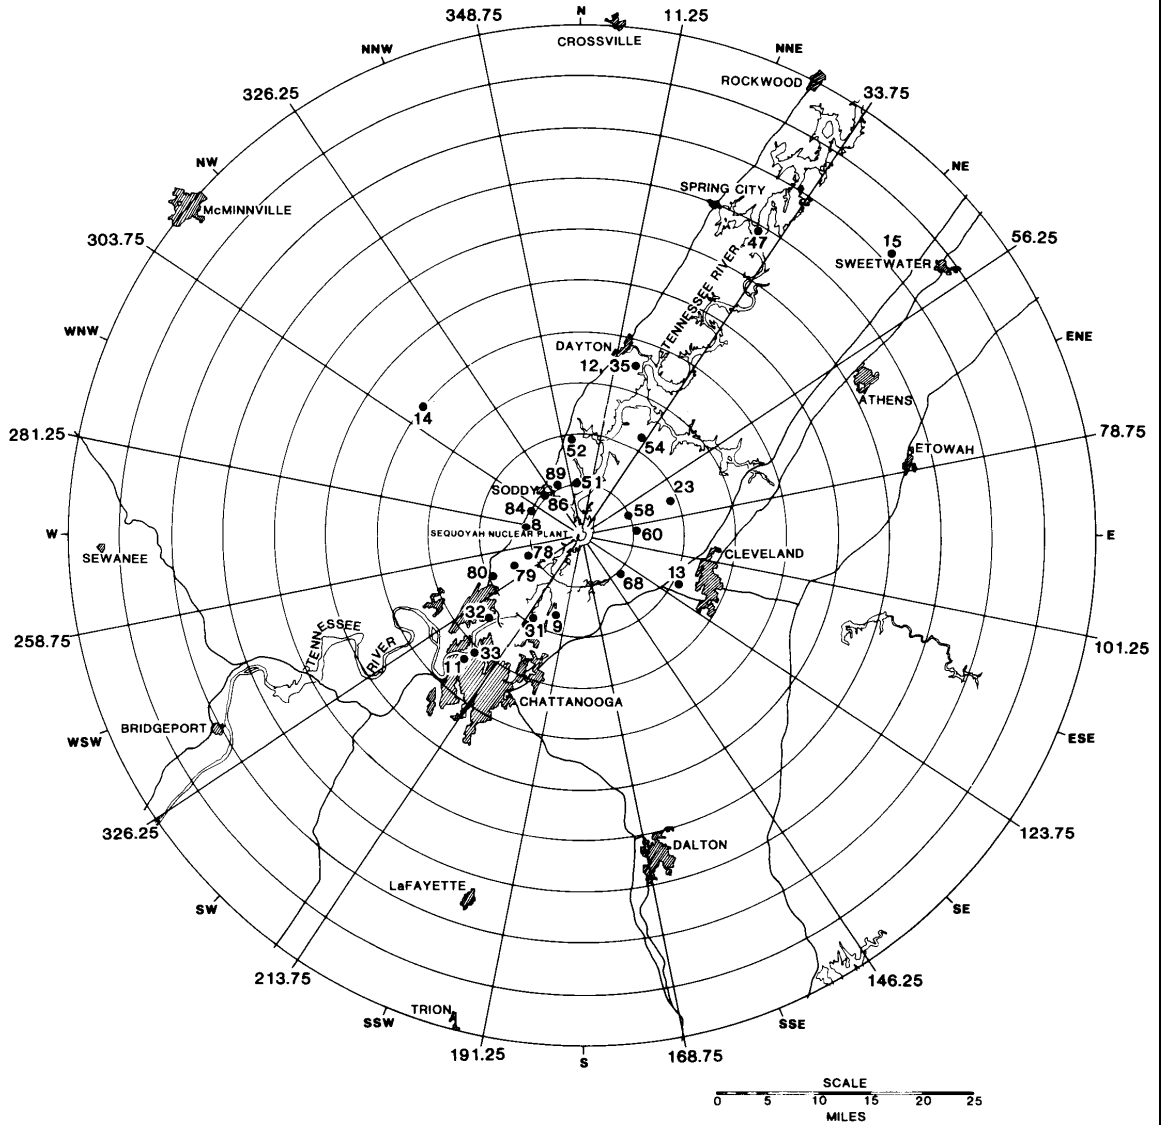 348.75
N
11.25
CROSSVILLE
NNW
NNE
ROCKWOOD
326.25
33.75
NW
NE
SPRING CITY
McMINNVILLE
47
15
303.75
56.25
SWEETWATER
TENNESSEE RIVER
WNW
ENE
DAYTON
12, 35
ATHENS
14
281.25
78.75
52
54
ETOWAH
89
51
23
SODDY
86
84
58
8
SEQUOYAH NUCLEAR PLANT
60
W
E
SEWANEE
78
CLEVELAND
80
79
68
13
32
31
9
TENNESSEE
RIVER
258.75
33
11
101.25
CHATTANOOGA
BRIDGEPORT
WSW
ESE
326.25
123.75
DALTON
LaFAYETTE
SW
SE
213.75
146.25
TRION
SSW
SSE
191.25
S
168.75
SCALE
0 5 10 15 20 25
MILES